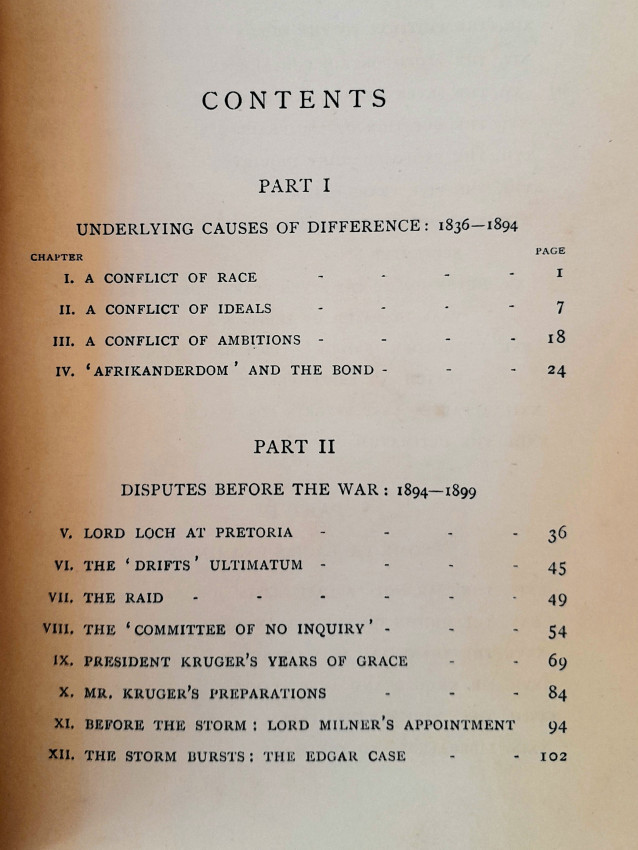 CONTENTS
PART I
UNDERLYING CAUSES OF DIFFERENCE: 1836—1894
CHAPTER PAGE
I. A CONFLICT OF RACE - - - - 1
II. A CONFLICT OF IDEALS - - - - 7
III. A CONFLICT OF AMBITIONS - - - - 18
IV. ‘AFRIKANDERDOM’ AND THE BOND - - - 24
PART II
DISPUTES BEFORE THE WAR: 1894—1899
V. LORD LOCH AT PRETORIA - - - - 36
VI. THE ‘DRIFTS’ ULTIMATUM - - - - 45
VII. THE RAID - - - - - - 49
VIII. THE ‘COMMITTEE OF NO INQUIRY’ - - - 54
IX. PRESIDENT KRUGER’S YEARS OF GRACE - - 69
X. MR. KRUGER’S PREPARATIONS - - - 84
XI. BEFORE THE STORM: LORD MILNER’S APPOINTMENT 94
XII. THE STORM BURSTS: THE EDGAR CASE - - 102